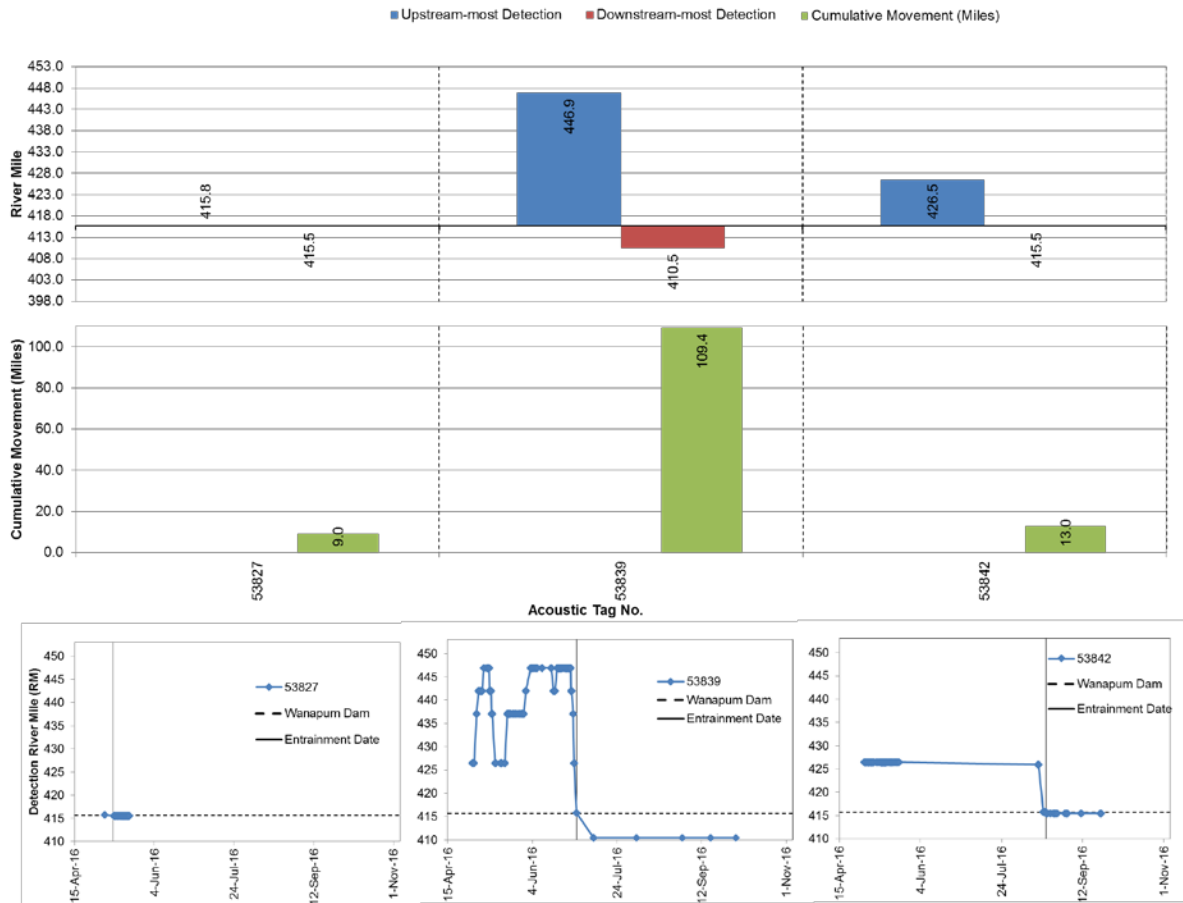 Upstream-most Detection Downstream-most Detection Cumulative Movement (Miles)
River Mile
453.0
448.0
443.0
438.0
433.0
428.0
423.0
418.0
413.0
408.0
403.0
398.0
415.8
415.5
446.9
410.5
426.5
415.5
Cumulative Movement (Miles)
100.0
80.0
60.0
40.0
20.0
0.0
9.0
109.4
13.0
53827
53839
53842
Acoustic Tag No.
Detection River Mile (RM)
450
445
440
435
430
425
420
415
410
53827
Wanapum Dam
Entrainment Date
15-Apr-16
4-Jun-16
24-Jul-16
12-Sep-16
1-Nov-16
450
445
440
435
430
425
420
415
410
53839
Wanapum Dam
Entrainment Date
15-Apr-16
4-Jun-16
24-Jul-16
12-Sep-16
1-Nov-16
450
445
440
435
430
425
420
415
410
53842
Wanapum Dam
Entrainment Date
15-Apr-16
4-Jun-16
24-Jul-16
12-Sep-16
1-Nov-16